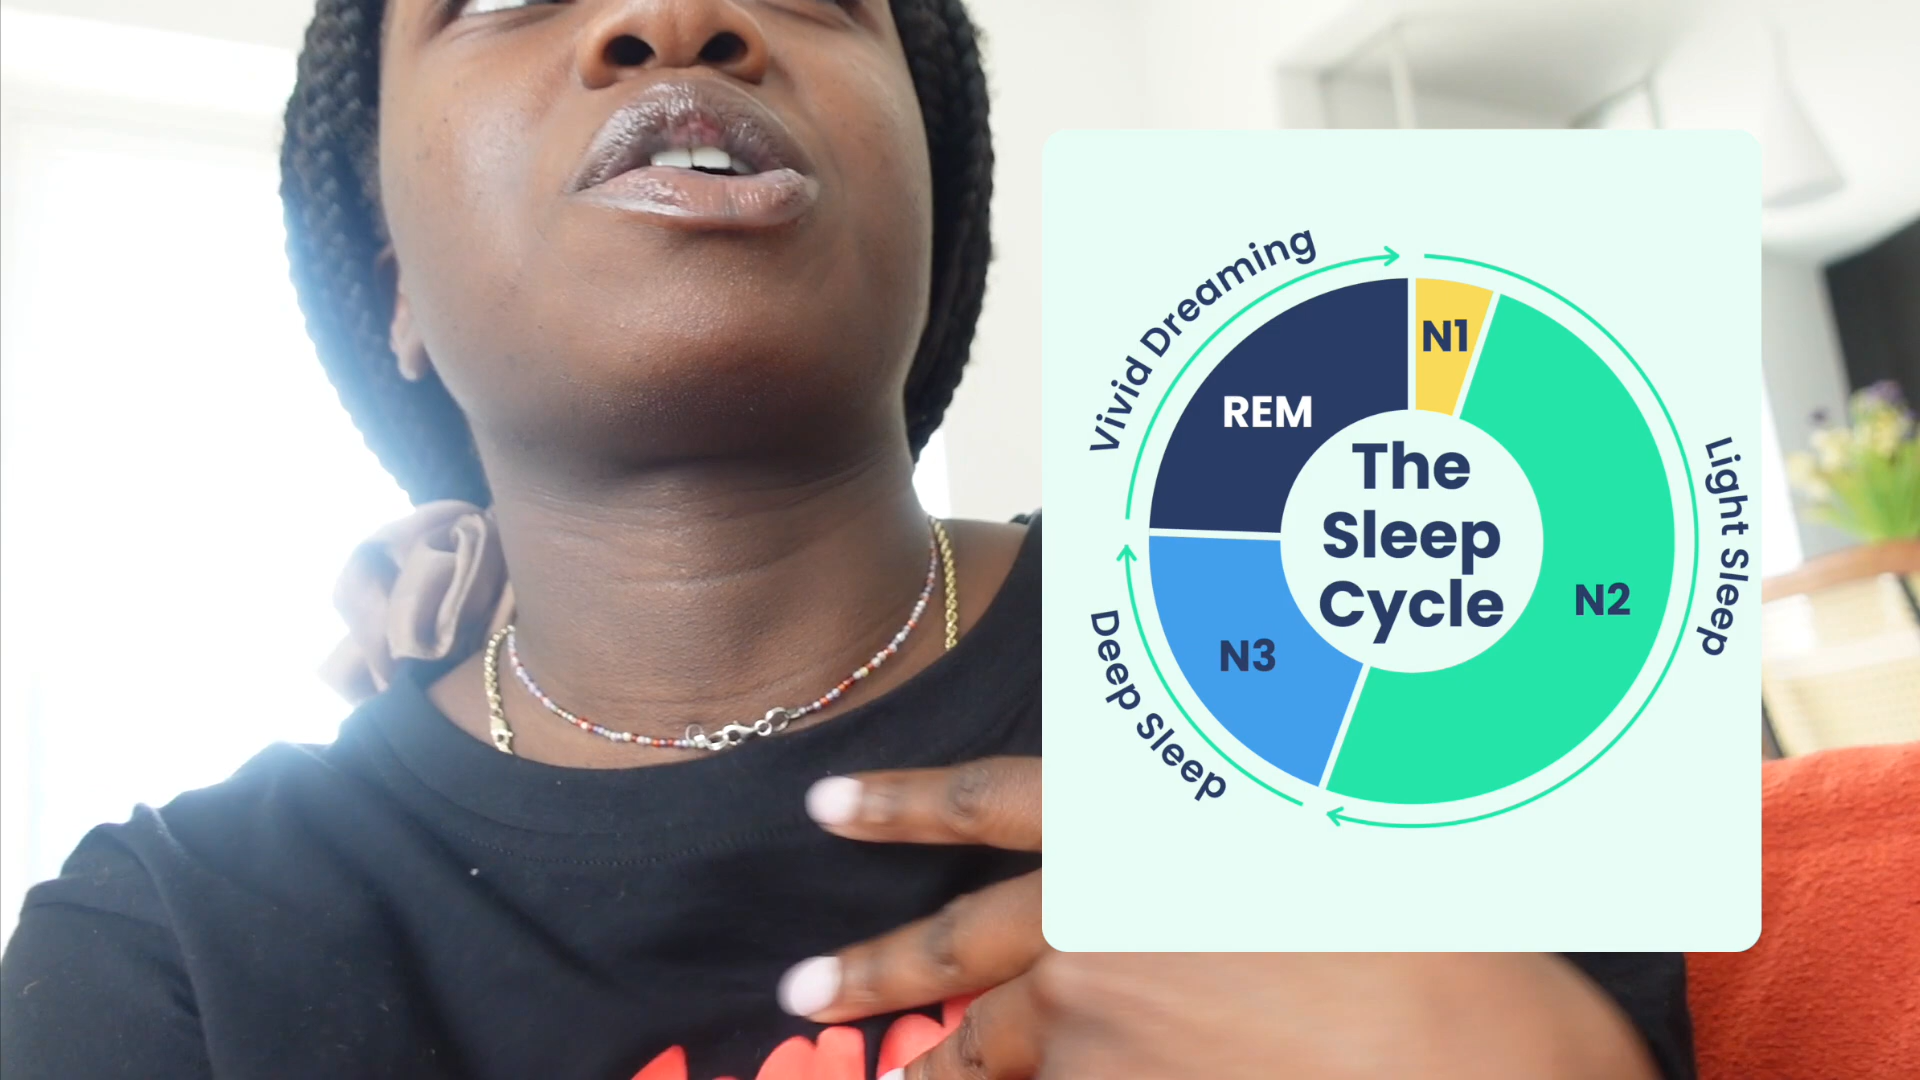 Vivid Dreaming
N1
REM
The
Sleep
Cycle
Light Sleep
N2
N3
Deep Sleep